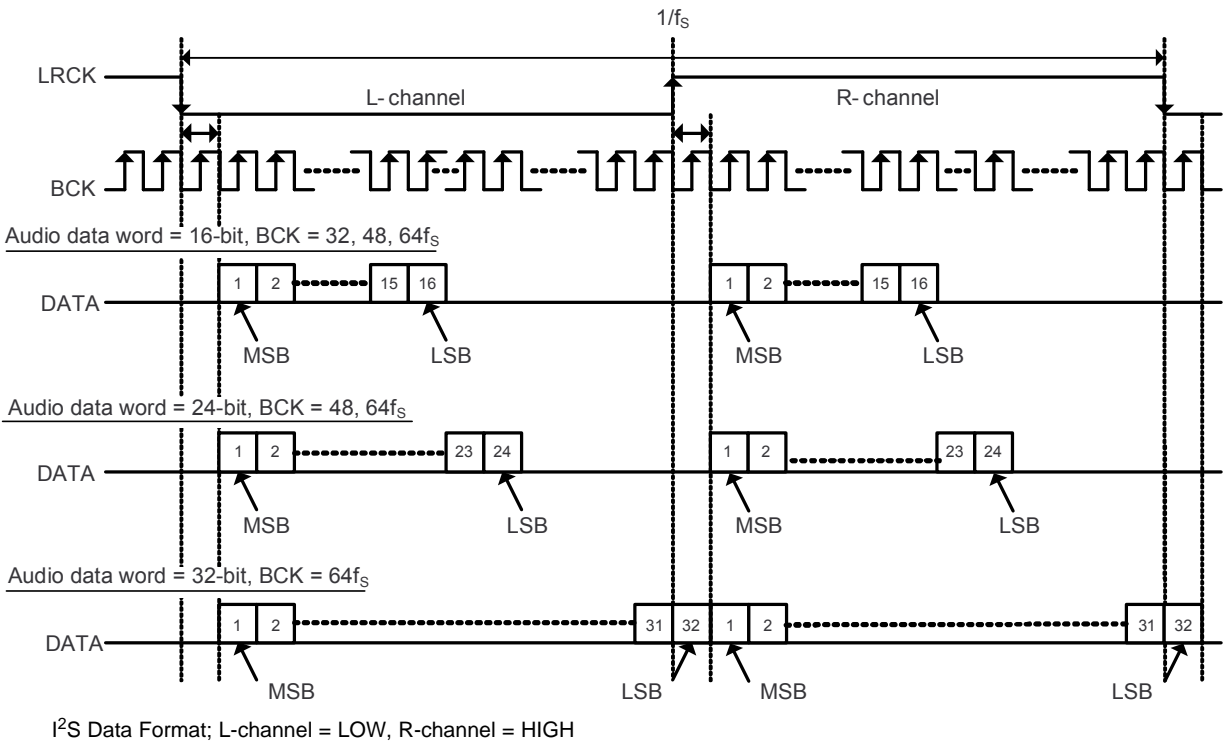 1/fS
LRCK
L- channel
R- channel
BCK
Audio data word = 16-bit, BCK = 32, 48, 64fS
DATA
1 2 15 16 1 2 15 16
MSB LSB MSB LSB
Audio data word = 24-bit, BCK = 48, 64fS
DATA
1 2 23 24 1 2 23 24
MSB LSB MSB LSB
Audio data word = 32-bit, BCK = 64fS
DATA
1 2 31 32 1 2 31 32
MSB LSB MSB LSB
I²S Data Format; L-channel = LOW, R-channel = HIGH